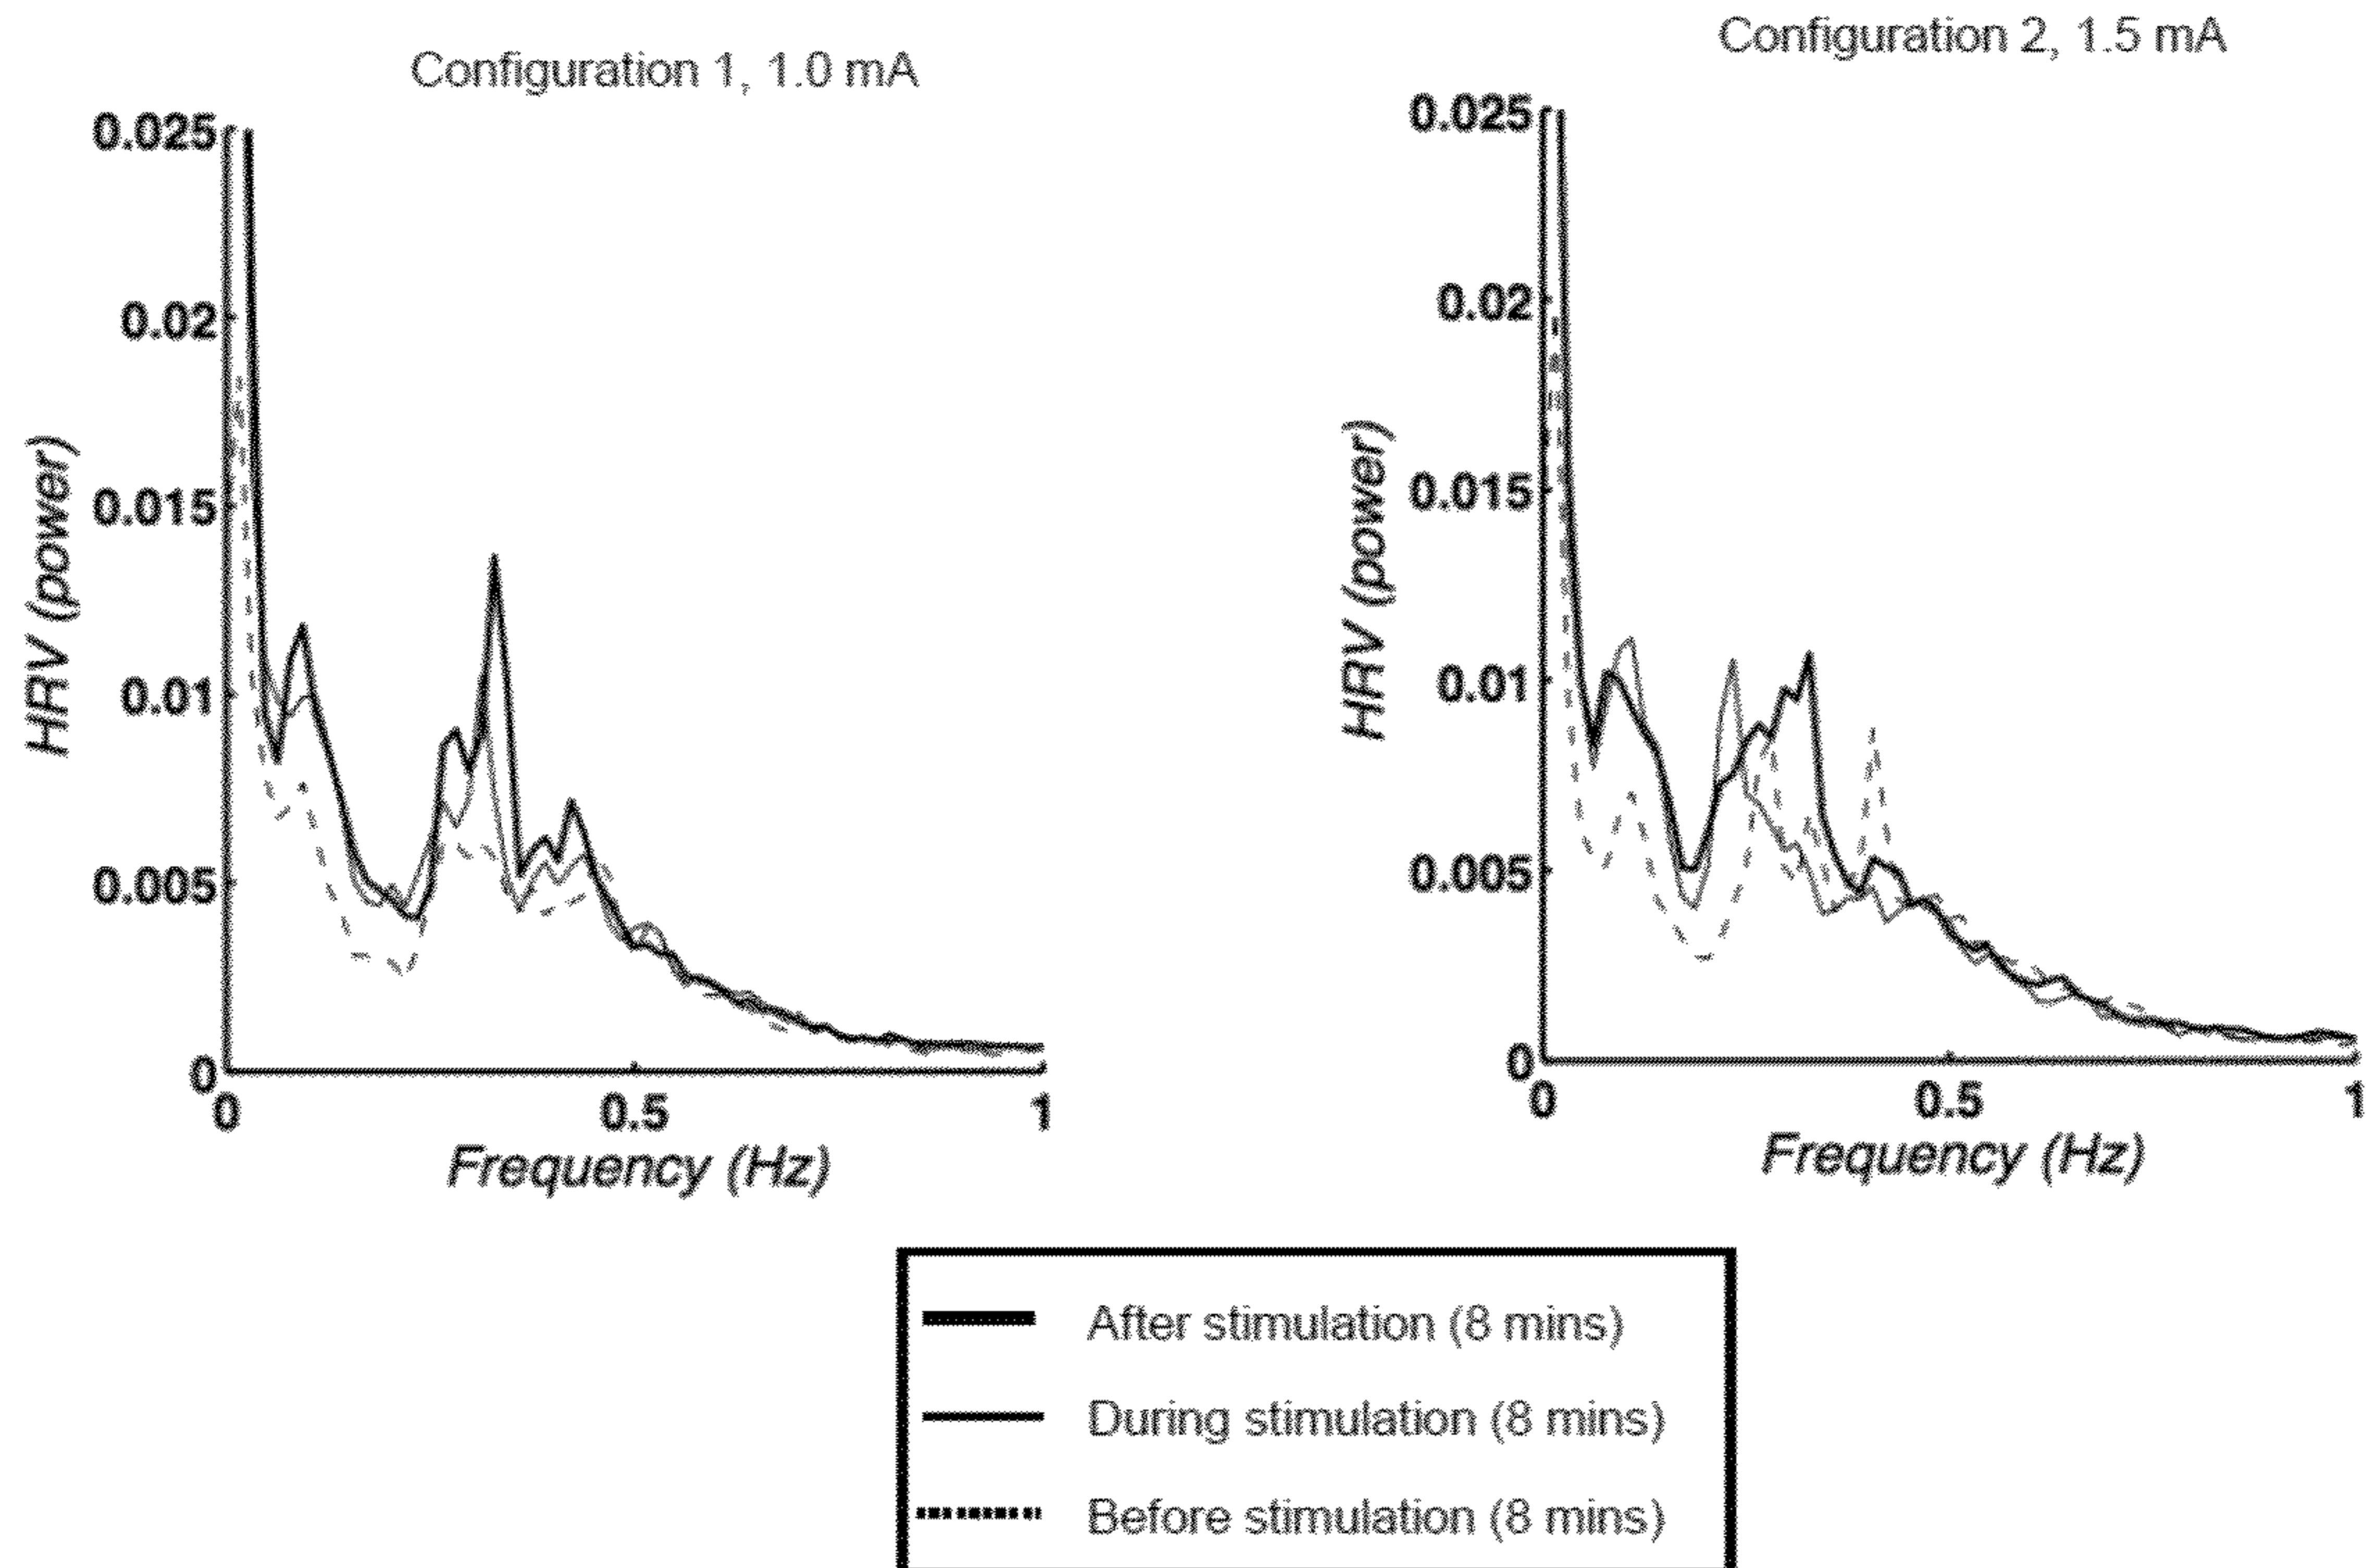 Configuration 1, 1.0 mA
0.025
0.02
0.015
0.01
0.005
0
0
0.5
1
HRV (power)
Frequency (Hz)
Configuration 2, 1.5 mA
0.025
0.02
0.015
0.01
0.005
0
0
0.5
1
HRV (power)
Frequency (Hz)
After stimulation (8 mins)
During stimulation (8 mins)
Before stimulation (8 mins)